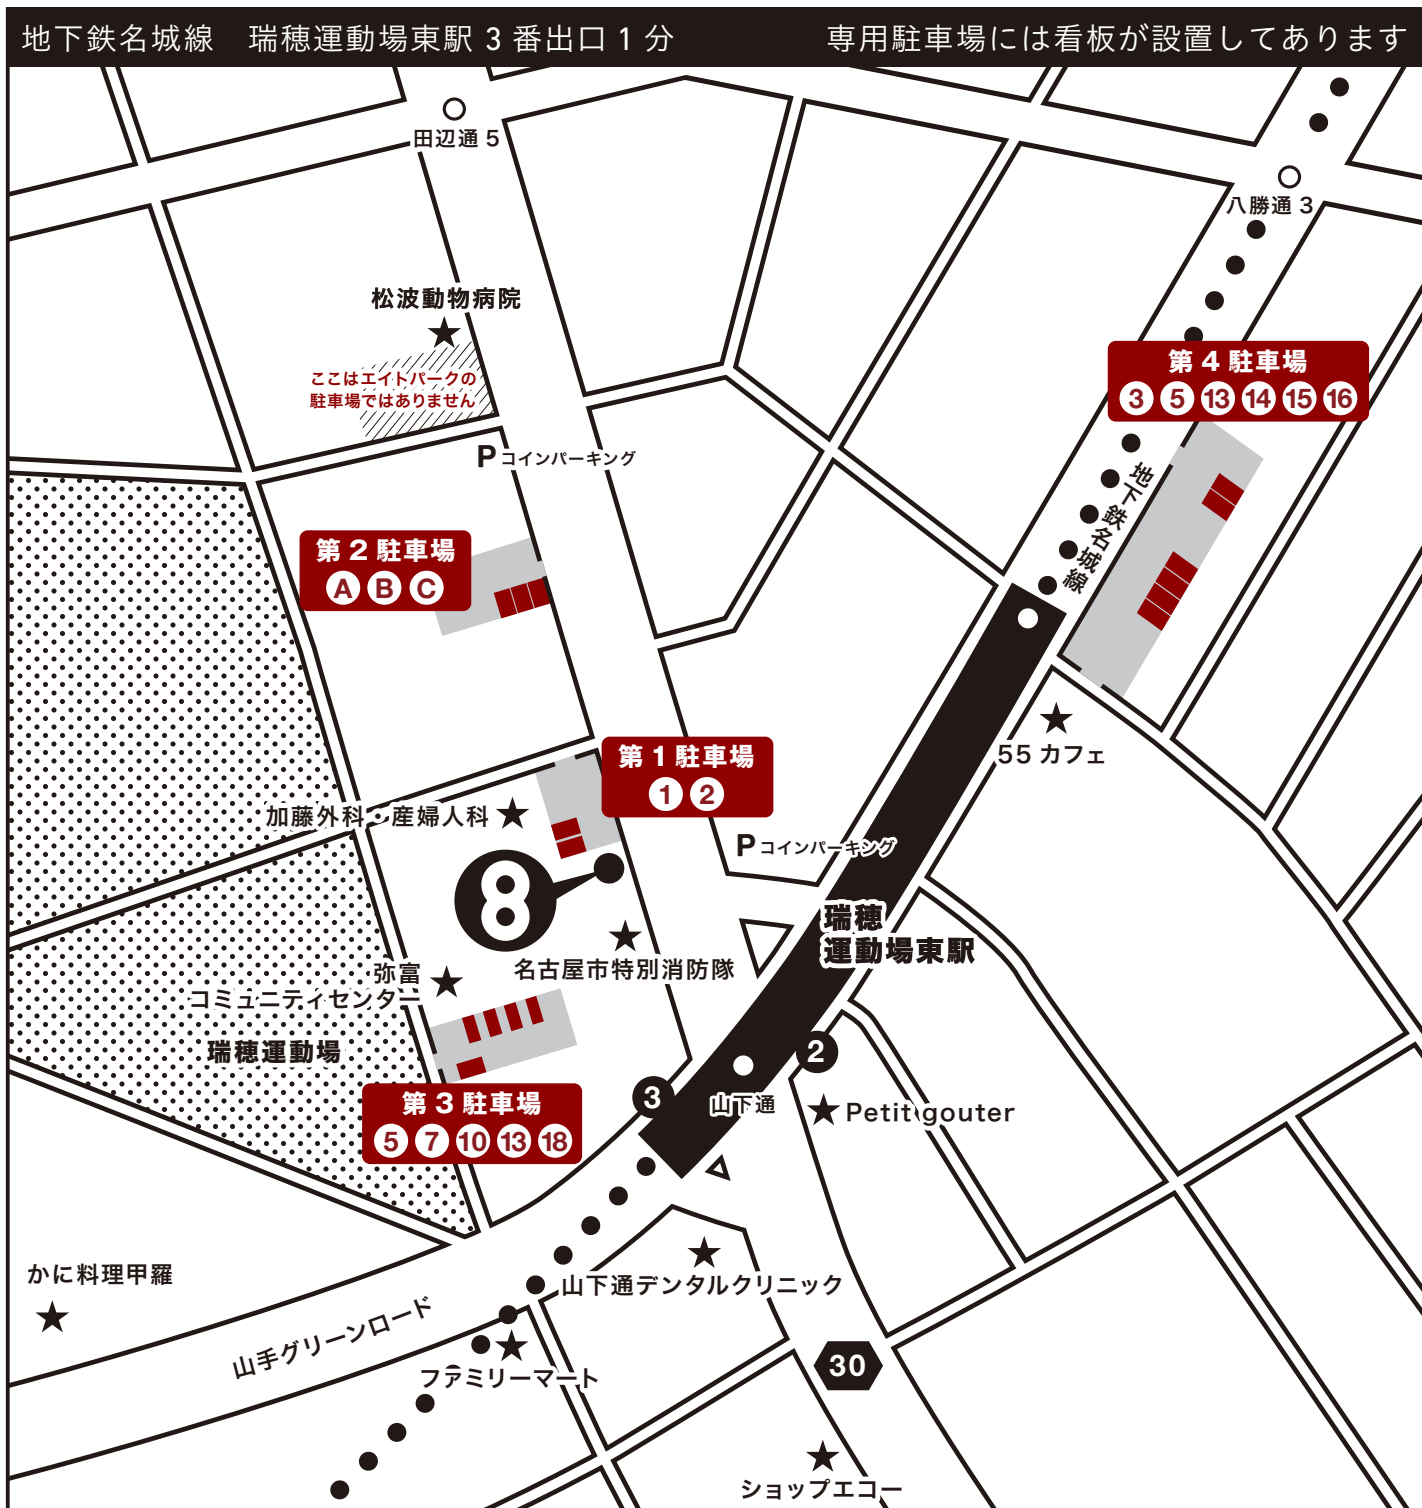 地下鉄名城線　瑞穂運動場東駅 3 番出口 1 分
専用駐車場には看板が設置してあります
田辺通 5
八勝通 3
松波動物病院
ここはエイトパークの
駐車場ではありません
第 4 駐車場
3 5 13 14 15 16
P コインパーキング
地下鉄名城線
第 2 駐車場
A B C
第 1 駐車場
1 2
55 カフェ
加藤外科・産婦人科
P コインパーキング
8
瑞穂
運動場東駅
名古屋市特別消防隊
弥富
コミュニティセンター
瑞穂運動場
2
3
山下通
Petit gouter
第 3 駐車場
5 7 10 13 18
かに料理甲羅
山下通デンタルクリニック
山手グリーンロード
ファミリーマート
30
ショップエコー